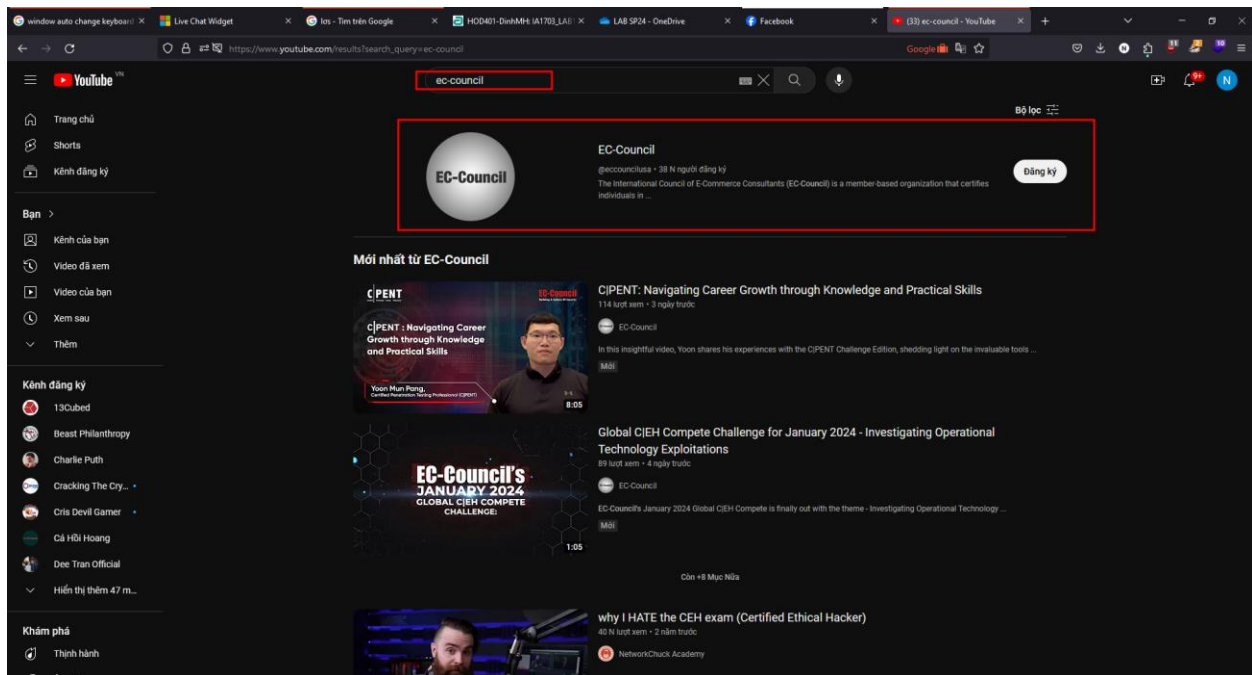 window auto change keyboard
Live Chat Widget
los - Tìm trên Google
HOD401-DinhMH: IA1703_LAB1
LAB SP24 - OneDrive
Facebook
(33) ec-council - YouTube
https://www.youtube.com/results?search_query=ec-council
Google
YouTube VN
ec-council
9+
N
Bộ lọc
Trang chủ
Shorts
Kênh đăng ký
Bạn
Kênh của bạn
Video đã xem
Video của bạn
Xem sau
Thêm
Kênh đăng ký
13Cubed
Beast Philanthropy
Charlie Puth
Cracking The Cry...
Cris Devil Gamer
Cá Hồi Hoang
Dee Tran Official
Hiển thị thêm 47 m...
Khám phá
Thịnh hành
EC-Council
EC-Council
@eccouncilusa • 38 N người đăng ký
The International Council of E-Commerce Consultants (EC-Council) is a member-based organization that certifies
individuals in ...
Đăng ký
Mới nhất từ EC-Council
C|PENT
EC-Council
C|PENT : Navigating Career
Growth through Knowledge
and Practical Skills
Yoon Mun Pong,
Certified Penetration Testing Professional (C|PENT)
8:05
C|PENT: Navigating Career Growth through Knowledge and Practical Skills
114 lượt xem • 3 ngày trước
EC-Council
In this insightful video, Yoon shares his experiences with the C|PENT Challenge Edition, shedding light on the invaluable tools ...
Mới
EC-Council's
JANUARY 2024
GLOBAL C|EH COMPETE
CHALLENGE:
1:05
Global C|EH Compete Challenge for January 2024 - Investigating Operational
Technology Exploitations
89 lượt xem • 4 ngày trước
EC-Council
EC-Council's January 2024 Global C|EH Compete is finally out with the theme - Investigating Operational Technology ...
Mới
Còn +8 Mục Nữa
why I HATE the CEH exam (Certified Ethical Hacker)
40 N lượt xem • 2 năm trước
NetworkChuck Academy